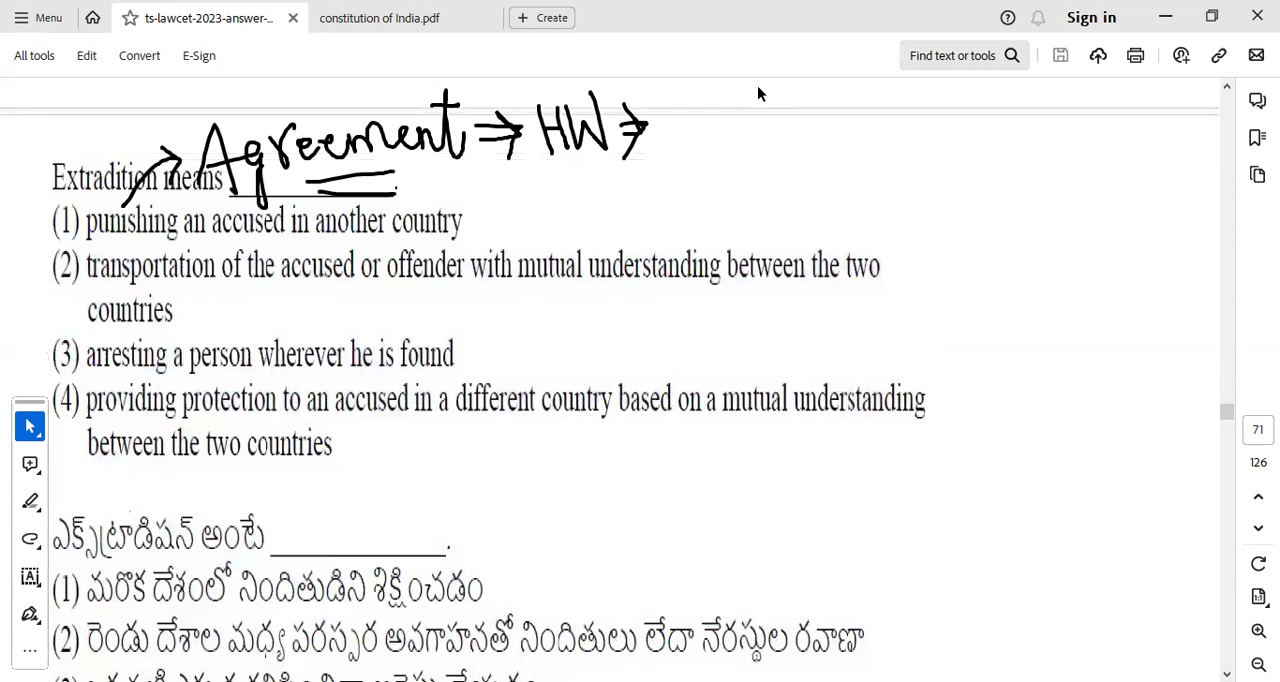 Menu
ts-lawcet-2023-answer-...
constitution of India.pdf
Create
Sign in
All tools Edit Convert E-Sign
Find text or tools
Agreement ⇒ HW ⇒
Extradition means ____________.
(1) punishing an accused in another country
(2) transportation of the accused or offender with mutual understanding between the two
countries
(3) arresting a person wherever he is found
(4) providing protection to an accused in a different country based on a mutual understanding
between the two countries
71
126
ఎక్స్‌ట్రాడిషన్ అంటే ____________.
(1) మరొక దేశంలో నిందితుడిని శిక్షించడం
(2) రెండు దేశాల మధ్య పరస్పర అవగాహనతో నిందితులు లేదా నేరస్థుల రవాణా